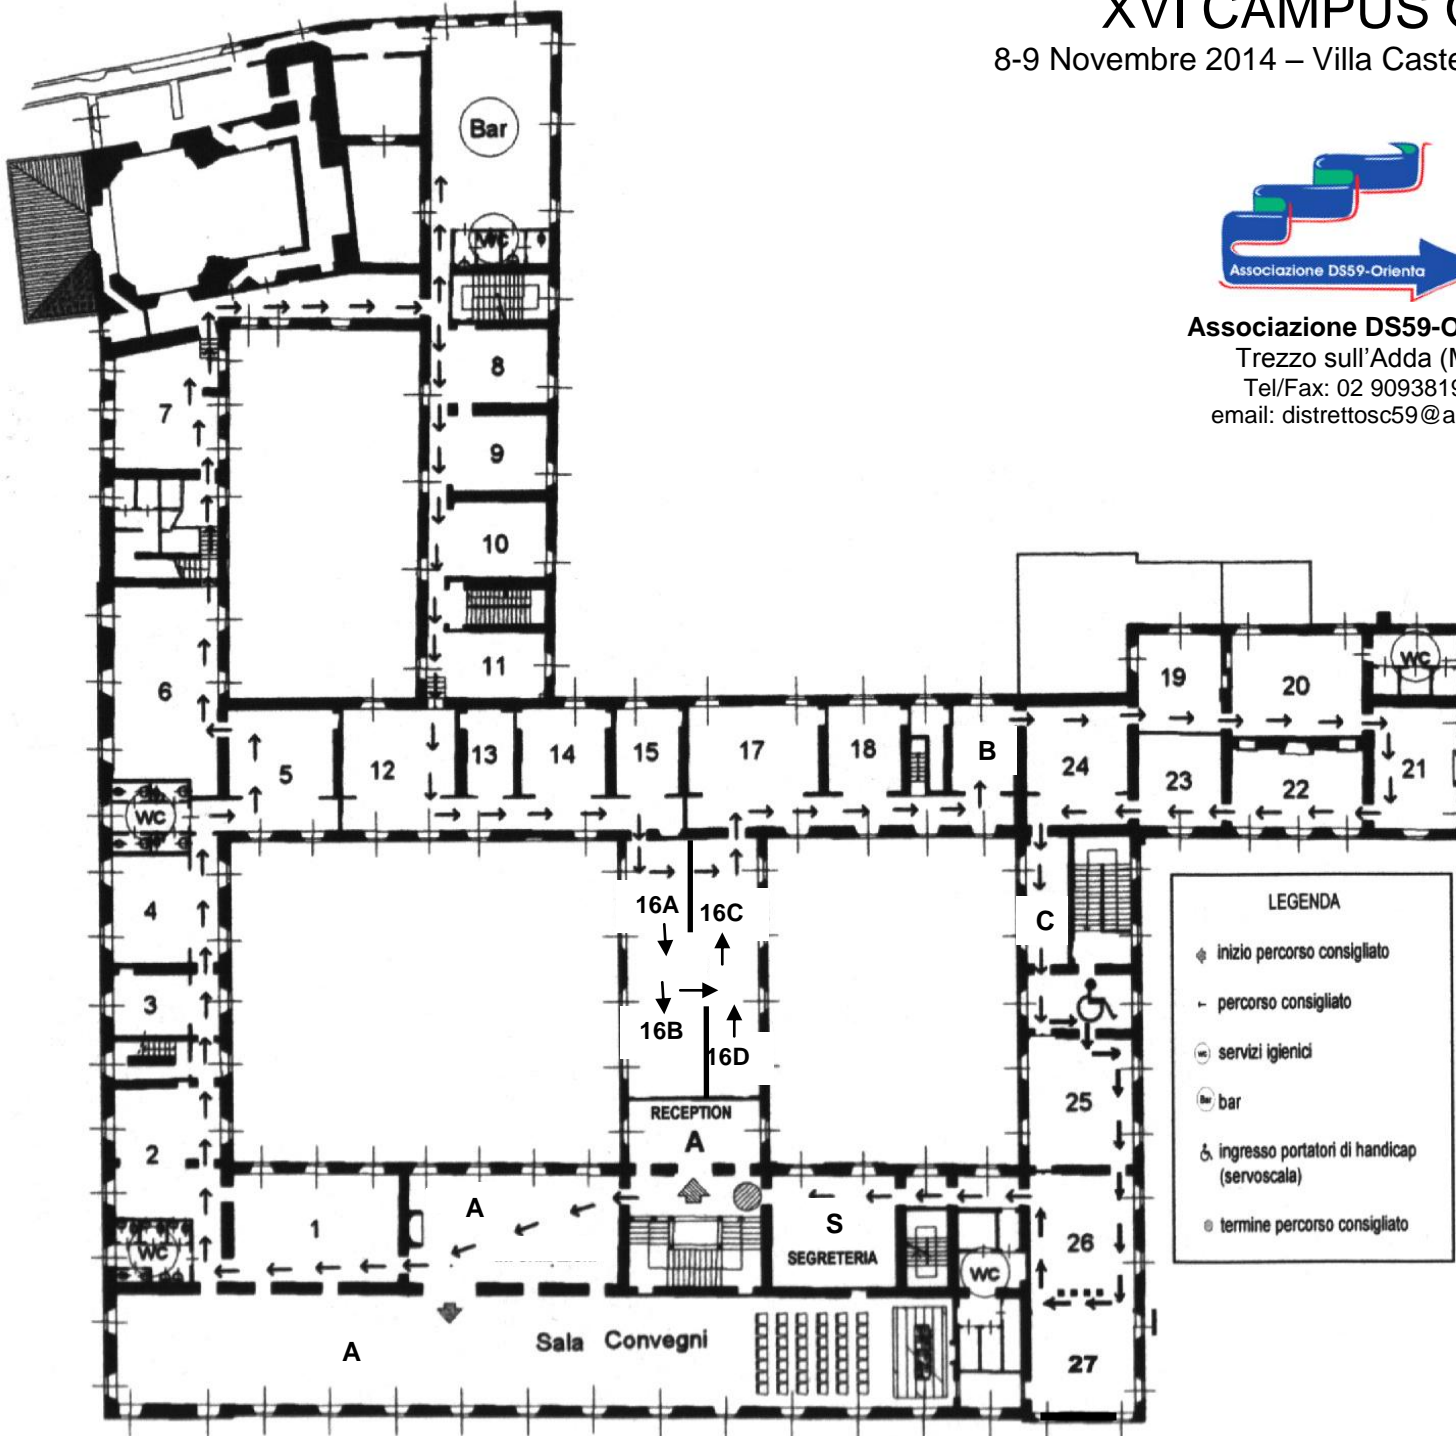 XVI CAMPUS
8-9 Novembre 2014 – Villa
Associazione DS59-Orienta
Associazione
Trezzo sull'Adda
Tel/Fax: 02 9093819
email: distrettosc59@a
Bar
WC
8
7
9
10
11
6
19
20
WC
5
12
13
14
15
17
18
B
24
23
22
21
WC
4
16A
16C
C
3
16B
16D
25
2
RECEPTION
A
1
A
S
SEGRETERIA
26
WC
WC
A
Sala Convegni
27
LEGENDA
inizio percorso consigliato
percorso consigliato
WC servizi igienici
Bar bar
ingresso portatori di handicap
(servoscala)
termine percorso consigliato